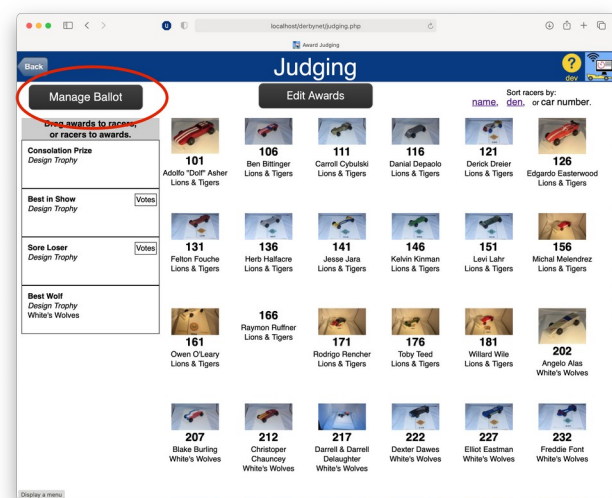 U
localhost/derbynet/judging.php
Award Judging
Back
Judging
?
dev
Manage Ballot
Edit Awards
Sort racers by:
name, den, or car number.
Drag awards to racers,
or racers to awards.
Consolation Prize
Design Trophy
Best in Show
Votes
Design Trophy
Sore Loser
Votes
Design Trophy
Best Wolf
Design Trophy
White's Wolves
101
Adolfo "Dolf" Asher
Lions & Tigers
106
Ben Bittinger
Lions & Tigers
111
Carroll Cybulski
Lions & Tigers
116
Danial Depaolo
Lions & Tigers
121
Derick Dreier
Lions & Tigers
126
Edgardo Easterwood
Lions & Tigers
131
Felton Fouche
Lions & Tigers
136
Herb Halfacre
Lions & Tigers
141
Jesse Jara
Lions & Tigers
146
Kelvin Kinman
Lions & Tigers
151
Levi Lahr
Lions & Tigers
156
Michal Melendrez
Lions & Tigers
161
Owen O'Leary
Lions & Tigers
166
Raymon Ruffner
Lions & Tigers
171
Rodrigo Rencher
Lions & Tigers
176
Toby Teed
Lions & Tigers
181
Willard Wile
Lions & Tigers
202
Angelo Alas
White's Wolves
207
Blake Burling
White's Wolves
212
Christoper
Chauncey
White's Wolves
217
Darrell & Darrell
Delaughter
White's Wolves
222
Dexter Dawes
White's Wolves
227
Elliot Eastman
White's Wolves
232
Freddie Font
White's Wolves
Display a menu